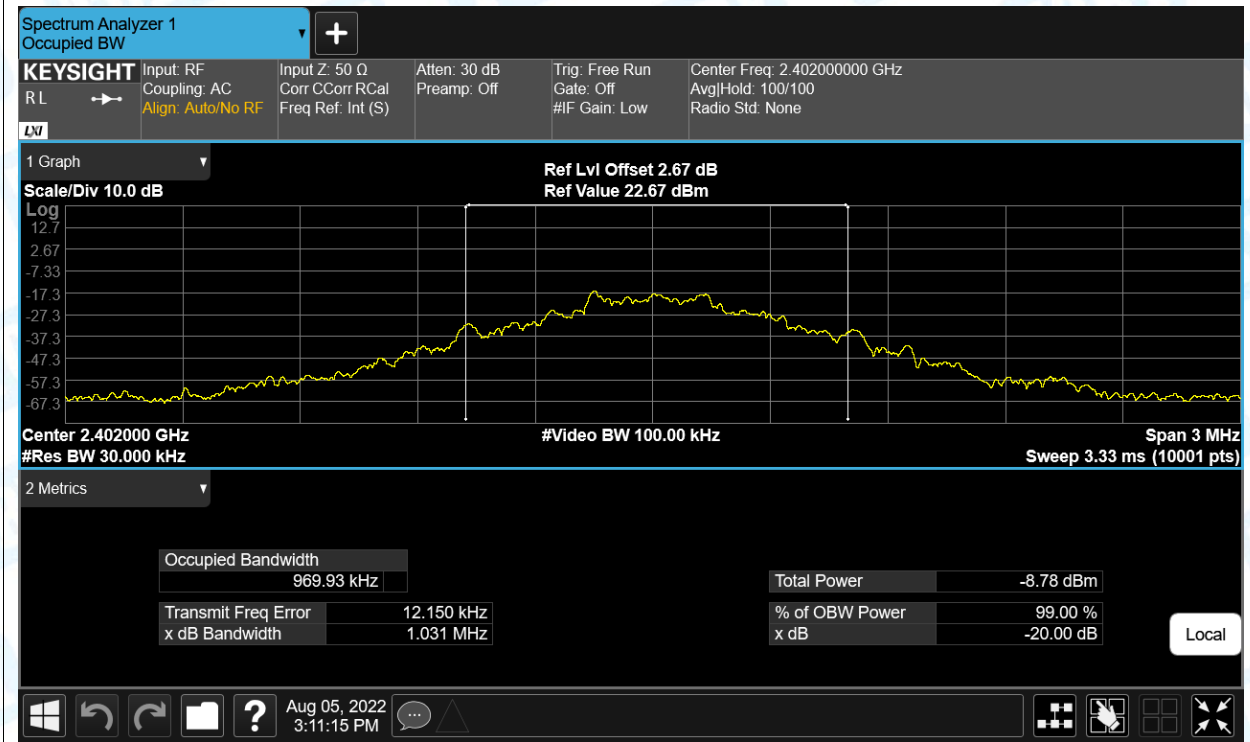 Spectrum Analyzer 1
Occupied BW
KEYSIGHT
R L
LXI
Input: RF
Coupling: AC
Align: Auto/No RF
Input Z: 50 Ω
Corr CCorr RCal
Freq Ref: Int (S)
Atten: 30 dB
Preamp: Off
Trig: Free Run
Gate: Off
#IF Gain: Low
Center Freq: 2.402000000 GHz
Avg|Hold: 100/100
Radio Std: None
1 Graph
Scale/Div 10.0 dB
Ref Lvl Offset 2.67 dB
Ref Value 22.67 dBm
Log
12.7
2.67
-7.33
-17.3
-27.3
-37.3
-47.3
-57.3
-67.3
Center 2.402000 GHz
#Video BW 100.00 kHz
Span 3 MHz
#Res BW 30.000 kHz
Sweep 3.33 ms (10001 pts)
2 Metrics
Occupied Bandwidth
969.93 kHz
Total Power -8.78 dBm
Transmit Freq Error 12.150 kHz
% of OBW Power 99.00 %
x dB Bandwidth 1.031 MHz
x dB -20.00 dB
Local
?
Aug 05, 2022
3:11:15 PM